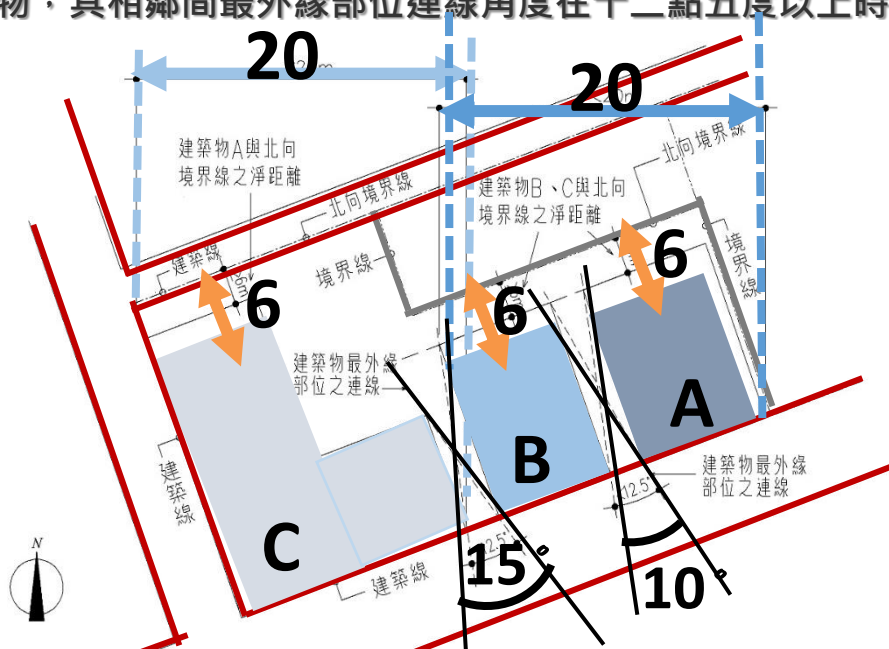 物，其相鄰間最外緣部位連線角度在十二點五度以上時
20
20
20m
建築物A與北向
境界線之淨距離
北向境界線
建築物B、C與北向
境界線之淨距離
北向境界線
建築線
境界線
境界線
6
6
6
6m
建築物最外緣
部位之連線
A
B
C
建築線
建築物最外緣
部位之連線
12.5°
12.5°
15°
10°
建築線
N